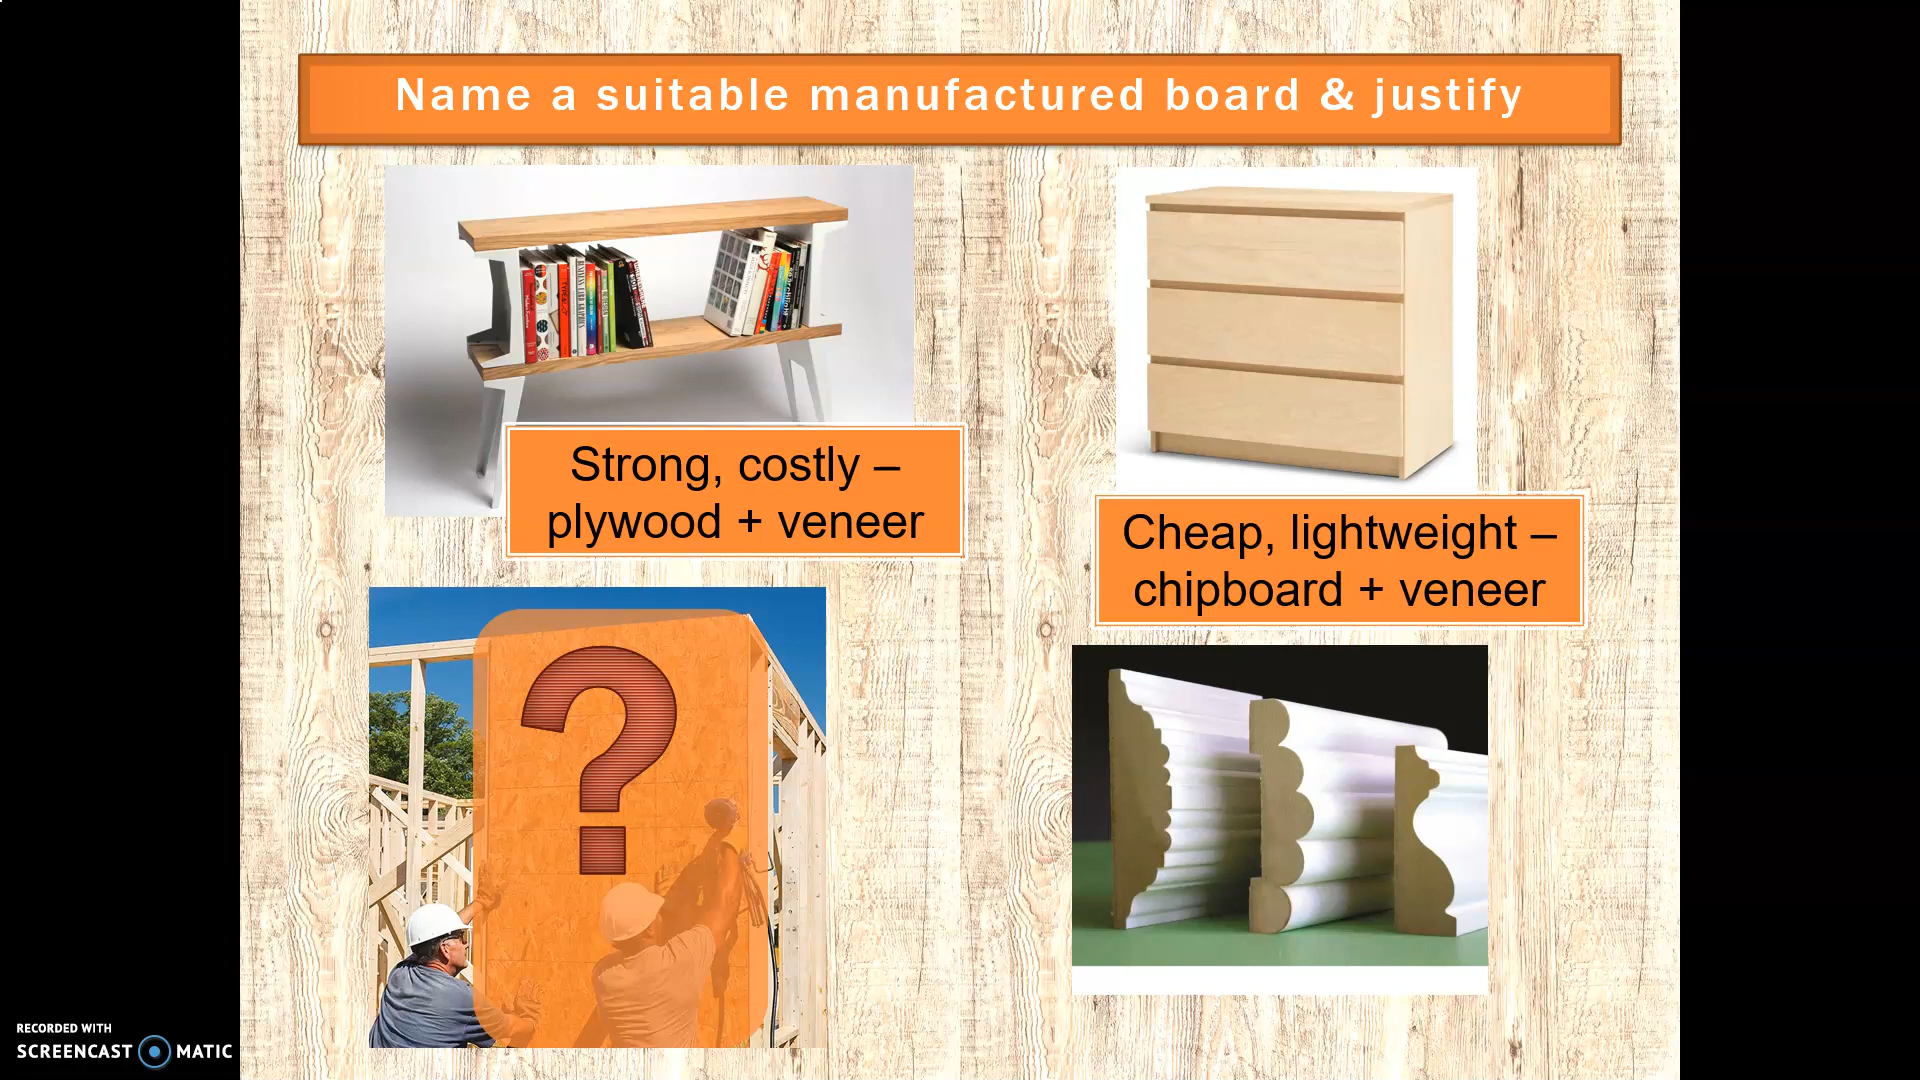 Name a suitable manufactured board & justify
Strong, costly –
plywood + veneer
Cheap, lightweight –
chipboard + veneer
?
RECORDED WITH
SCREENCAST MATIC